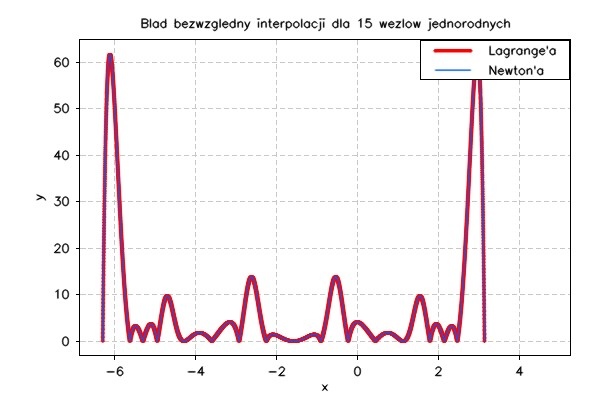 Blad bezwzgledny interpolacji dla 15 wezlow jednorodnych
Lagrange'a
Newton'a
60
50
40
30
20
10
0
y
−6 −4 −2 0 2 4
x